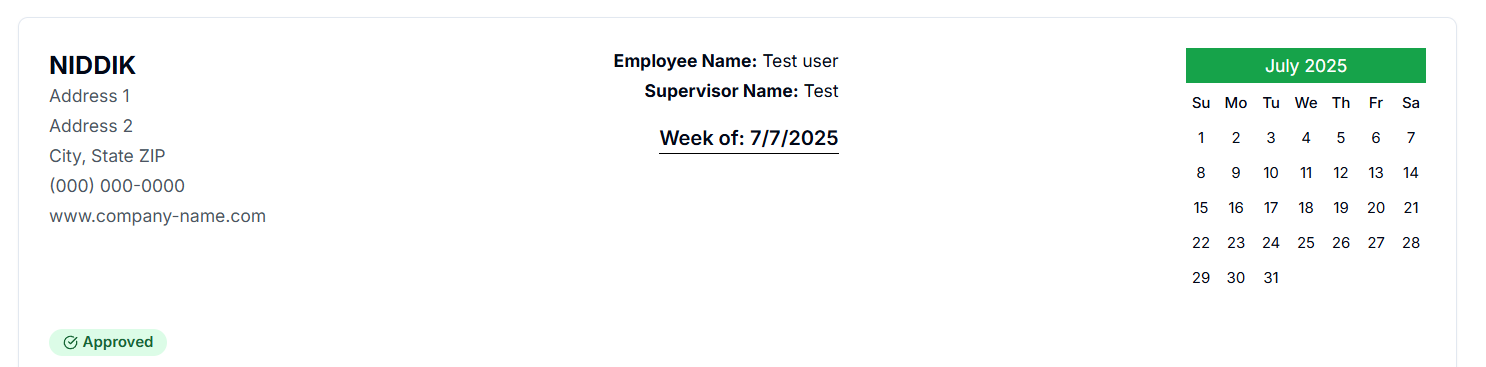 NIDDIK
Address 1
Address 2
City, State ZIP
(000) 000-0000
www.company-name.com
Employee Name: Test user
Supervisor Name: Test
Week of: 7/7/2025
July 2025
Su Mo Tu We Th Fr Sa
1 2 3 4 5 6 7
8 9 10 11 12 13 14
15 16 17 18 19 20 21
22 23 24 25 26 27 28
29 30 31
Approved